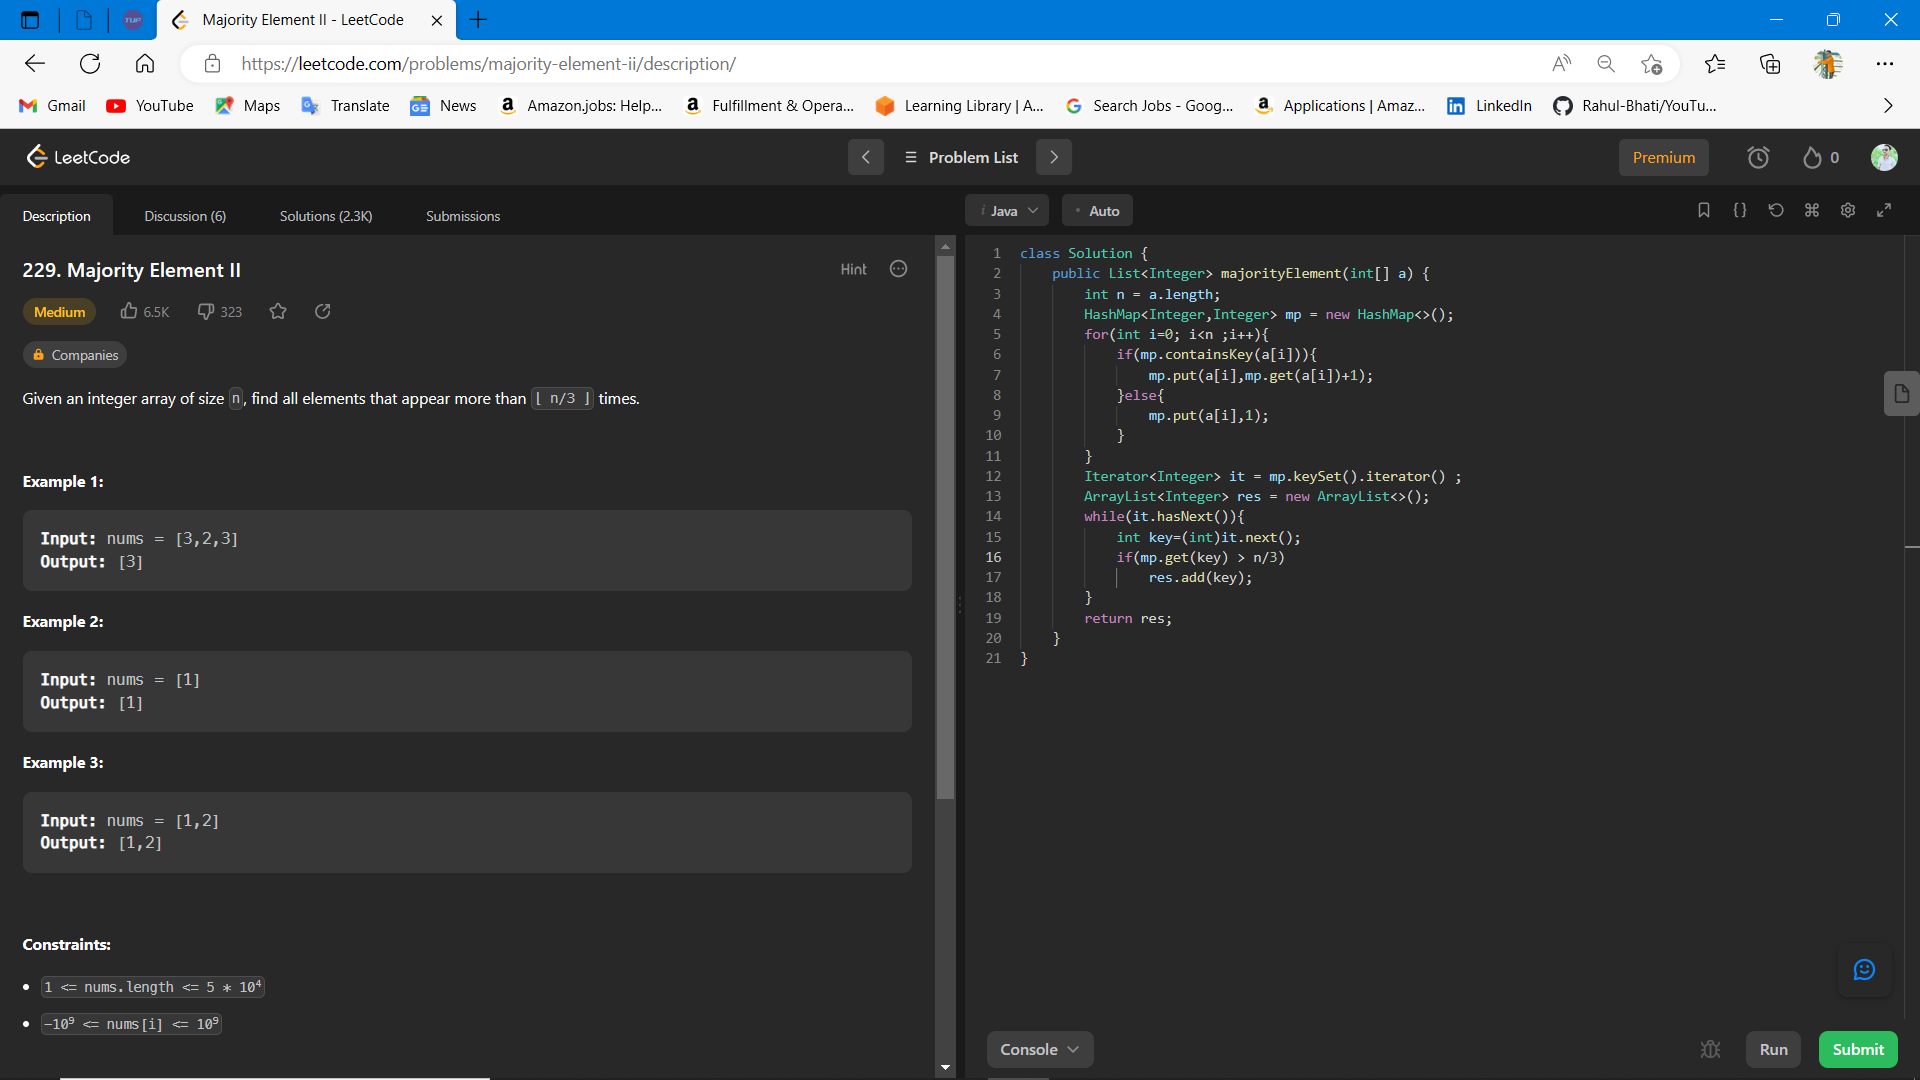 TUF
Majority Element II - LeetCode
https://leetcode.com/problems/majority-element-ii/description/
Gmail
YouTube
Maps
Translate
News
Amazon.jobs: Help...
Fulfillment & Opera...
Learning Library | A...
Search Jobs - Goog...
Applications | Amaz...
LinkedIn
Rahul-Bhati/YouTu...
LeetCode
Problem List
Premium
0
Description
Discussion (6)
Solutions (2.3K)
Submissions
i Java
• Auto
229. Majority Element II
Hint
Medium
6.5K
323
Companies
Given an integer array of size n, find all elements that appear more than ⌊ n/3 ⌋ times.
Example 1:
Input: nums = [3,2,3]
Output: [3]
Example 2:
Input: nums = [1]
Output: [1]
Example 3:
Input: nums = [1,2]
Output: [1,2]
Constraints:
• 1 <= nums.length <= 5 * 10⁴
• -10⁹ <= nums[i] <= 10⁹
1 class Solution {
2 public List<Integer> majorityElement(int[] a) {
3 int n = a.length;
4 HashMap<Integer,Integer> mp = new HashMap<>();
5 for(int i=0; i<n ;i++){
6 if(mp.containsKey(a[i])){
7 mp.put(a[i],mp.get(a[i])+1);
8 }else{
9 mp.put(a[i],1);
10 }
11 }
12 Iterator<Integer> it = mp.keySet().iterator() ;
13 ArrayList<Integer> res = new ArrayList<>();
14 while(it.hasNext()){
15 int key=(int)it.next();
16 if(mp.get(key) > n/3)
17 res.add(key);
18 }
19 return res;
20 }
21 }
Console
Run
Submit